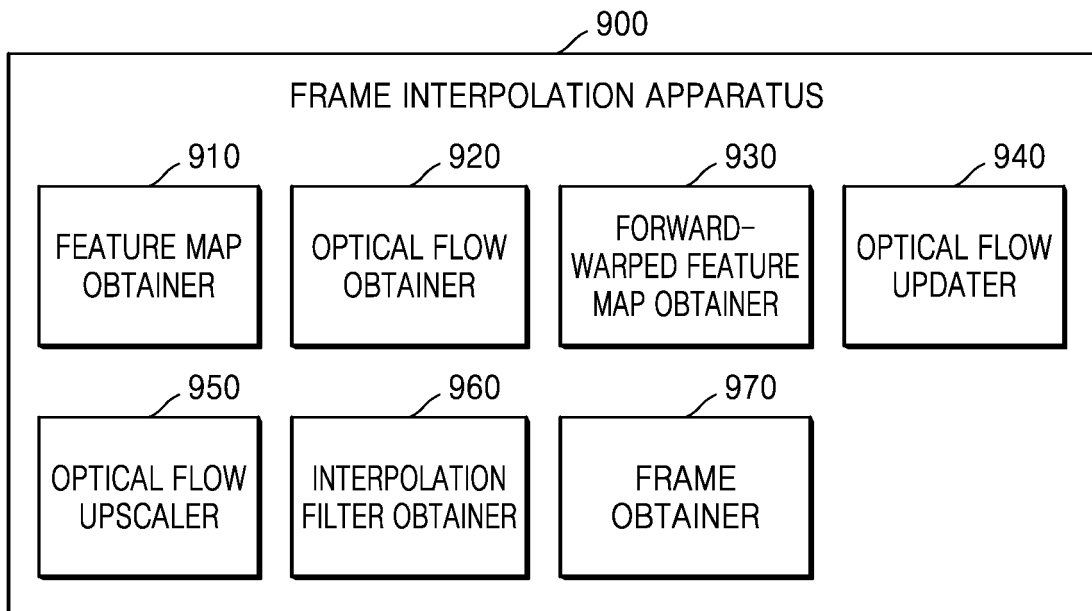 900
FRAME INTERPOLATION APPARATUS
910
FEATURE MAP
OBTAINER
920
OPTICAL FLOW
OBTAINER
930
FORWARD-
WARPED FEATURE
MAP OBTAINER
940
OPTICAL FLOW
UPDATER
950
OPTICAL FLOW
UPSCALER
960
INTERPOLATION
FILTER OBTAINER
970
FRAME
OBTAINER